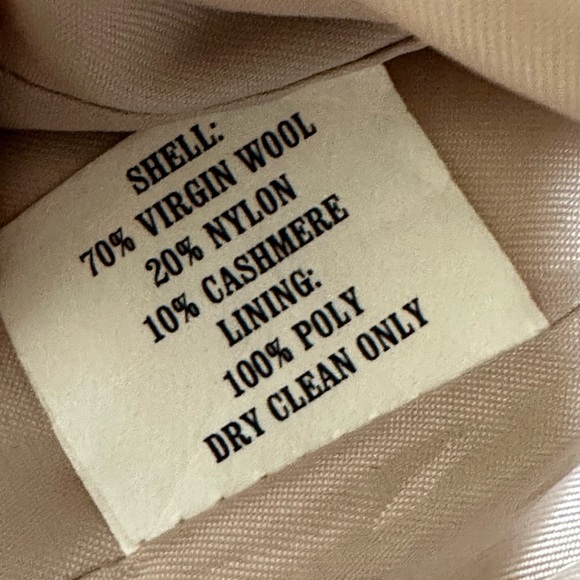 SHELL:
70% VIRGIN WOOL
20% NYLON
10% CASHMERE
LINING:
100% POLY
DRY CLEAN ONLY